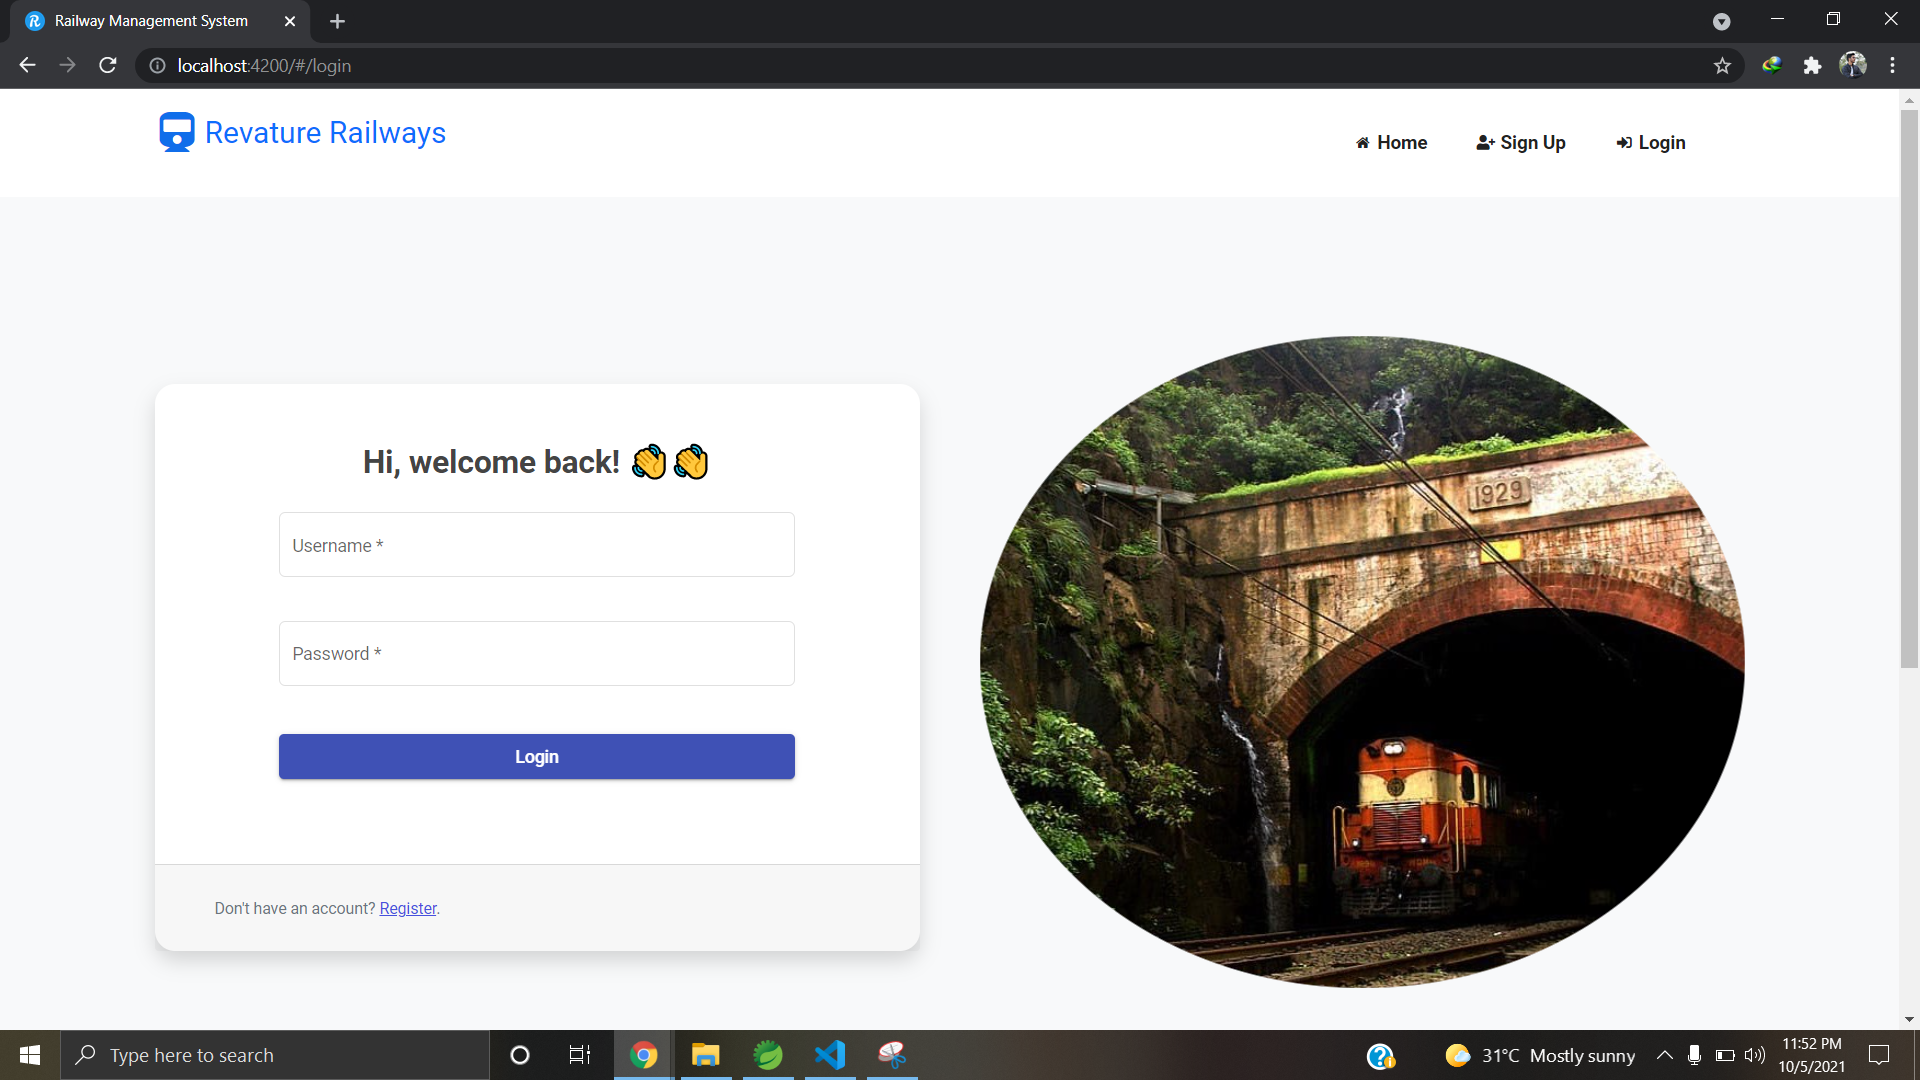 Railway Management System
localhost:4200/#/login
Revature Railways
Home Sign Up Login
Hi, welcome back! 👋👋
Username *
Password *
Login
Don't have an account? Register.
1929
Type here to search
31°C Mostly sunny
11:52 PM
10/5/2021